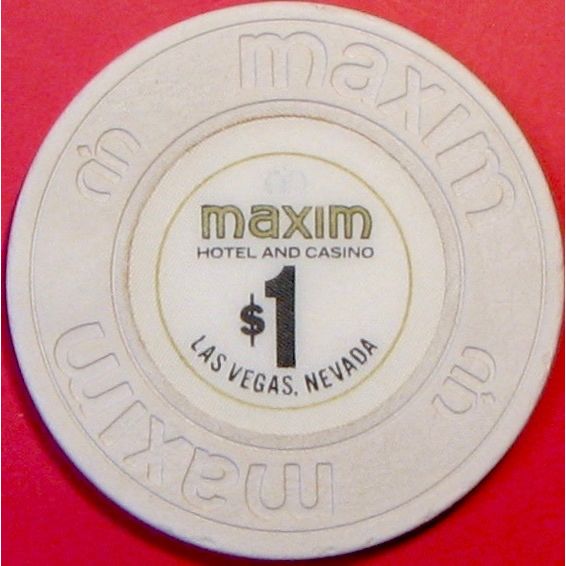 maxim
maxim
HOTEL AND CASINO
$1
LAS VEGAS, NEVADA
maxim